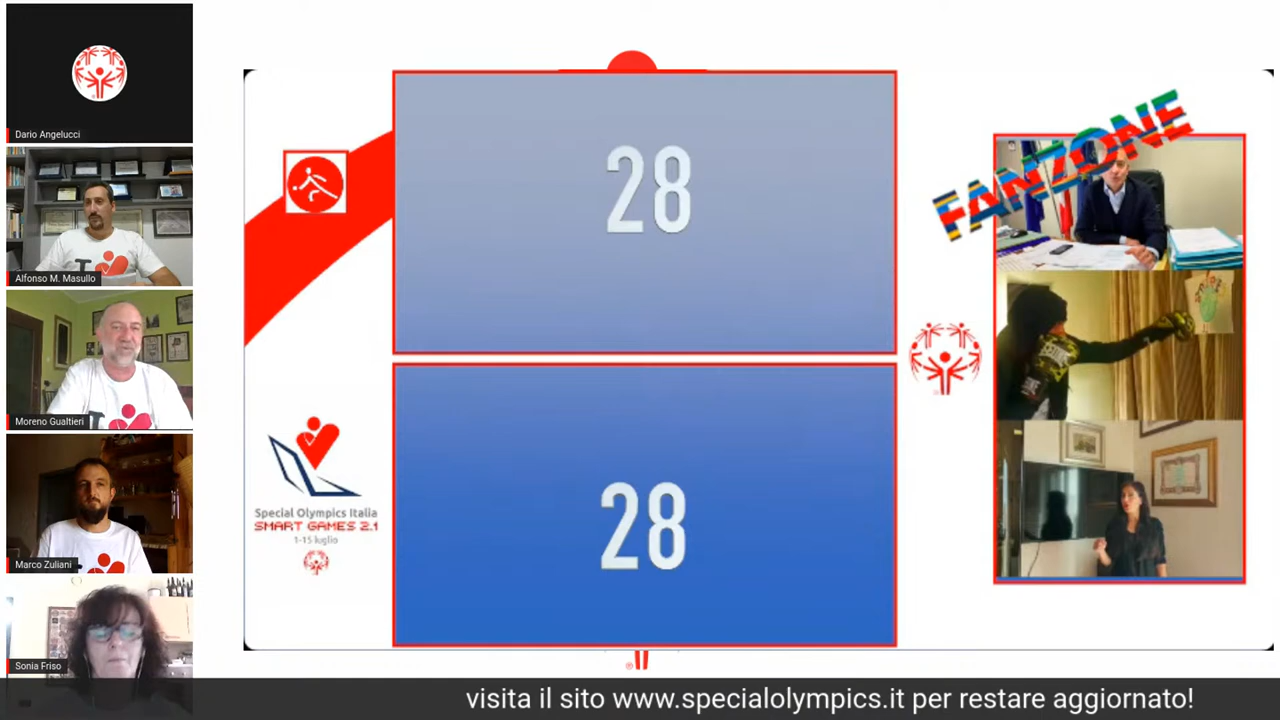 Dario Angelucci
Alfonso M. Masullo
Moreno Gualtieri
Marco Zuliani
Sonia Friso
28
28
FANZONE
Special Olympics Italia
SMART GAMES 2.1
1-15 luglio
visita il sito www.specialolympics.it per restare aggiornato!